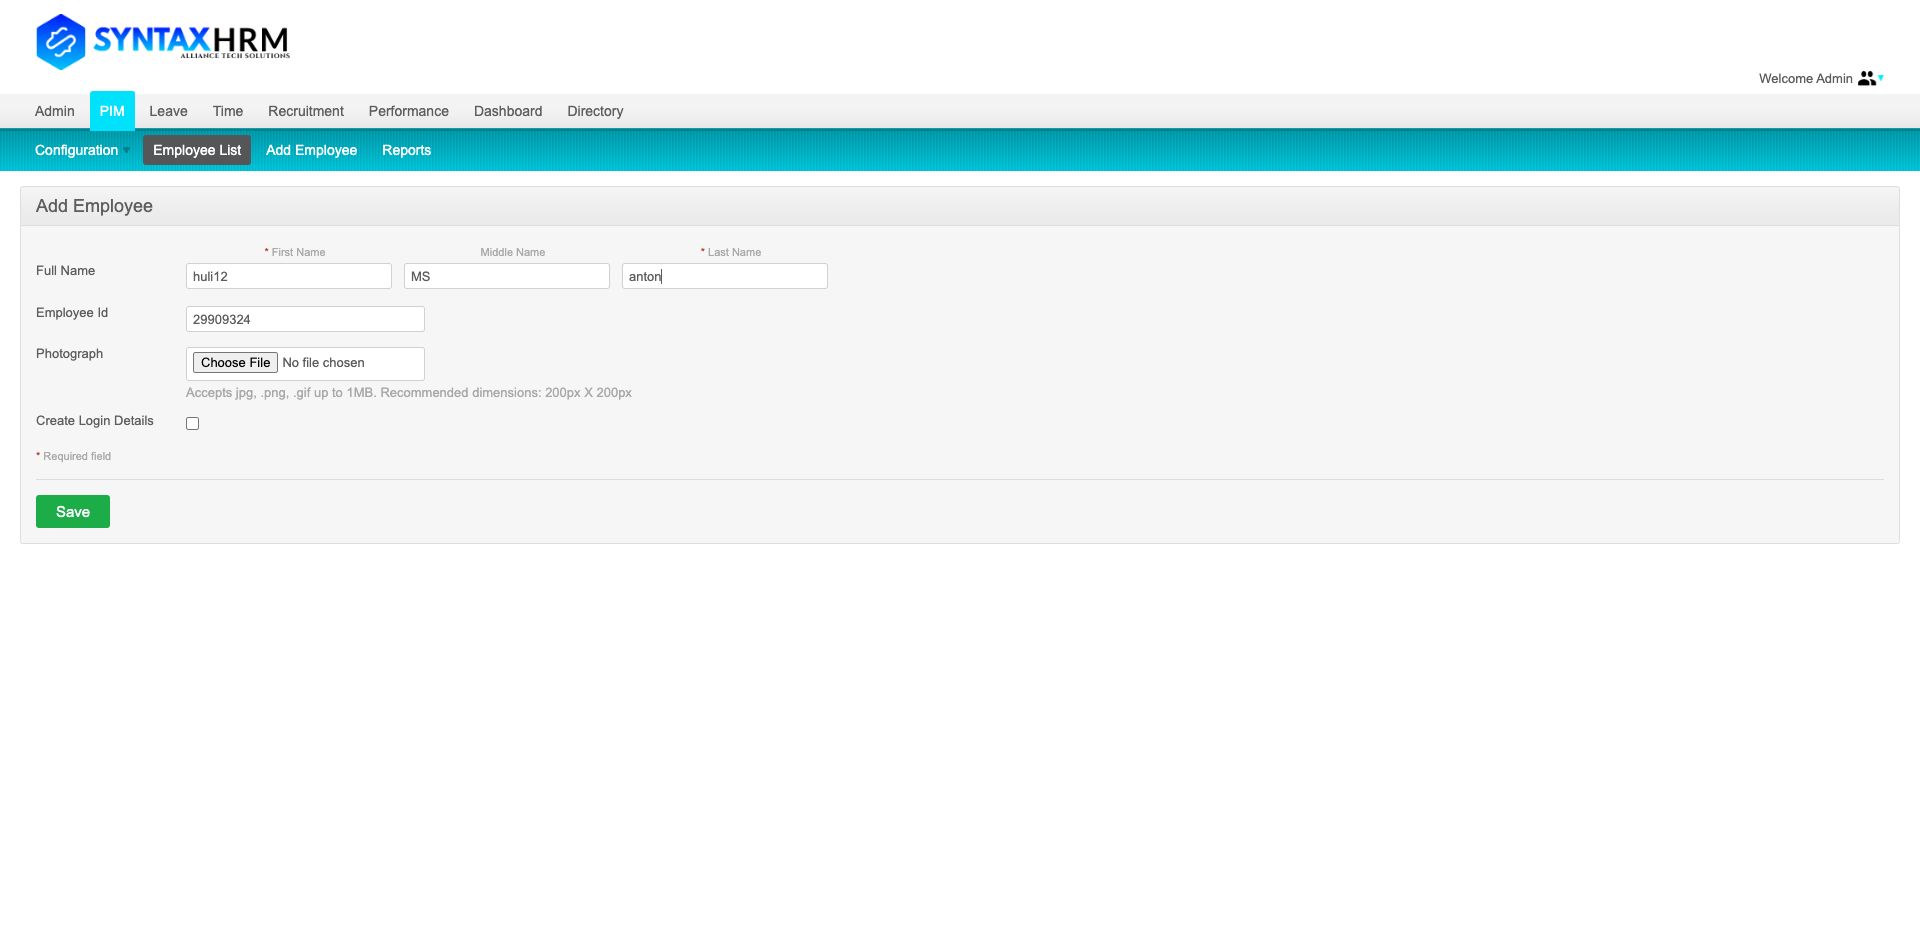 SYNTAXHRM
ALLIANCE TECH SOLUTIONS
Welcome Admin
Admin PIM Leave Time Recruitment Performance Dashboard Directory
Configuration Employee List Add Employee Reports
Add Employee
* First Name Middle Name * Last Name
Full Name huli12 MS anton
Employee Id 29909324
Photograph Choose File No file chosen
Accepts jpg, .png, .gif up to 1MB. Recommended dimensions: 200px X 200px
Create Login Details
* Required field
Save